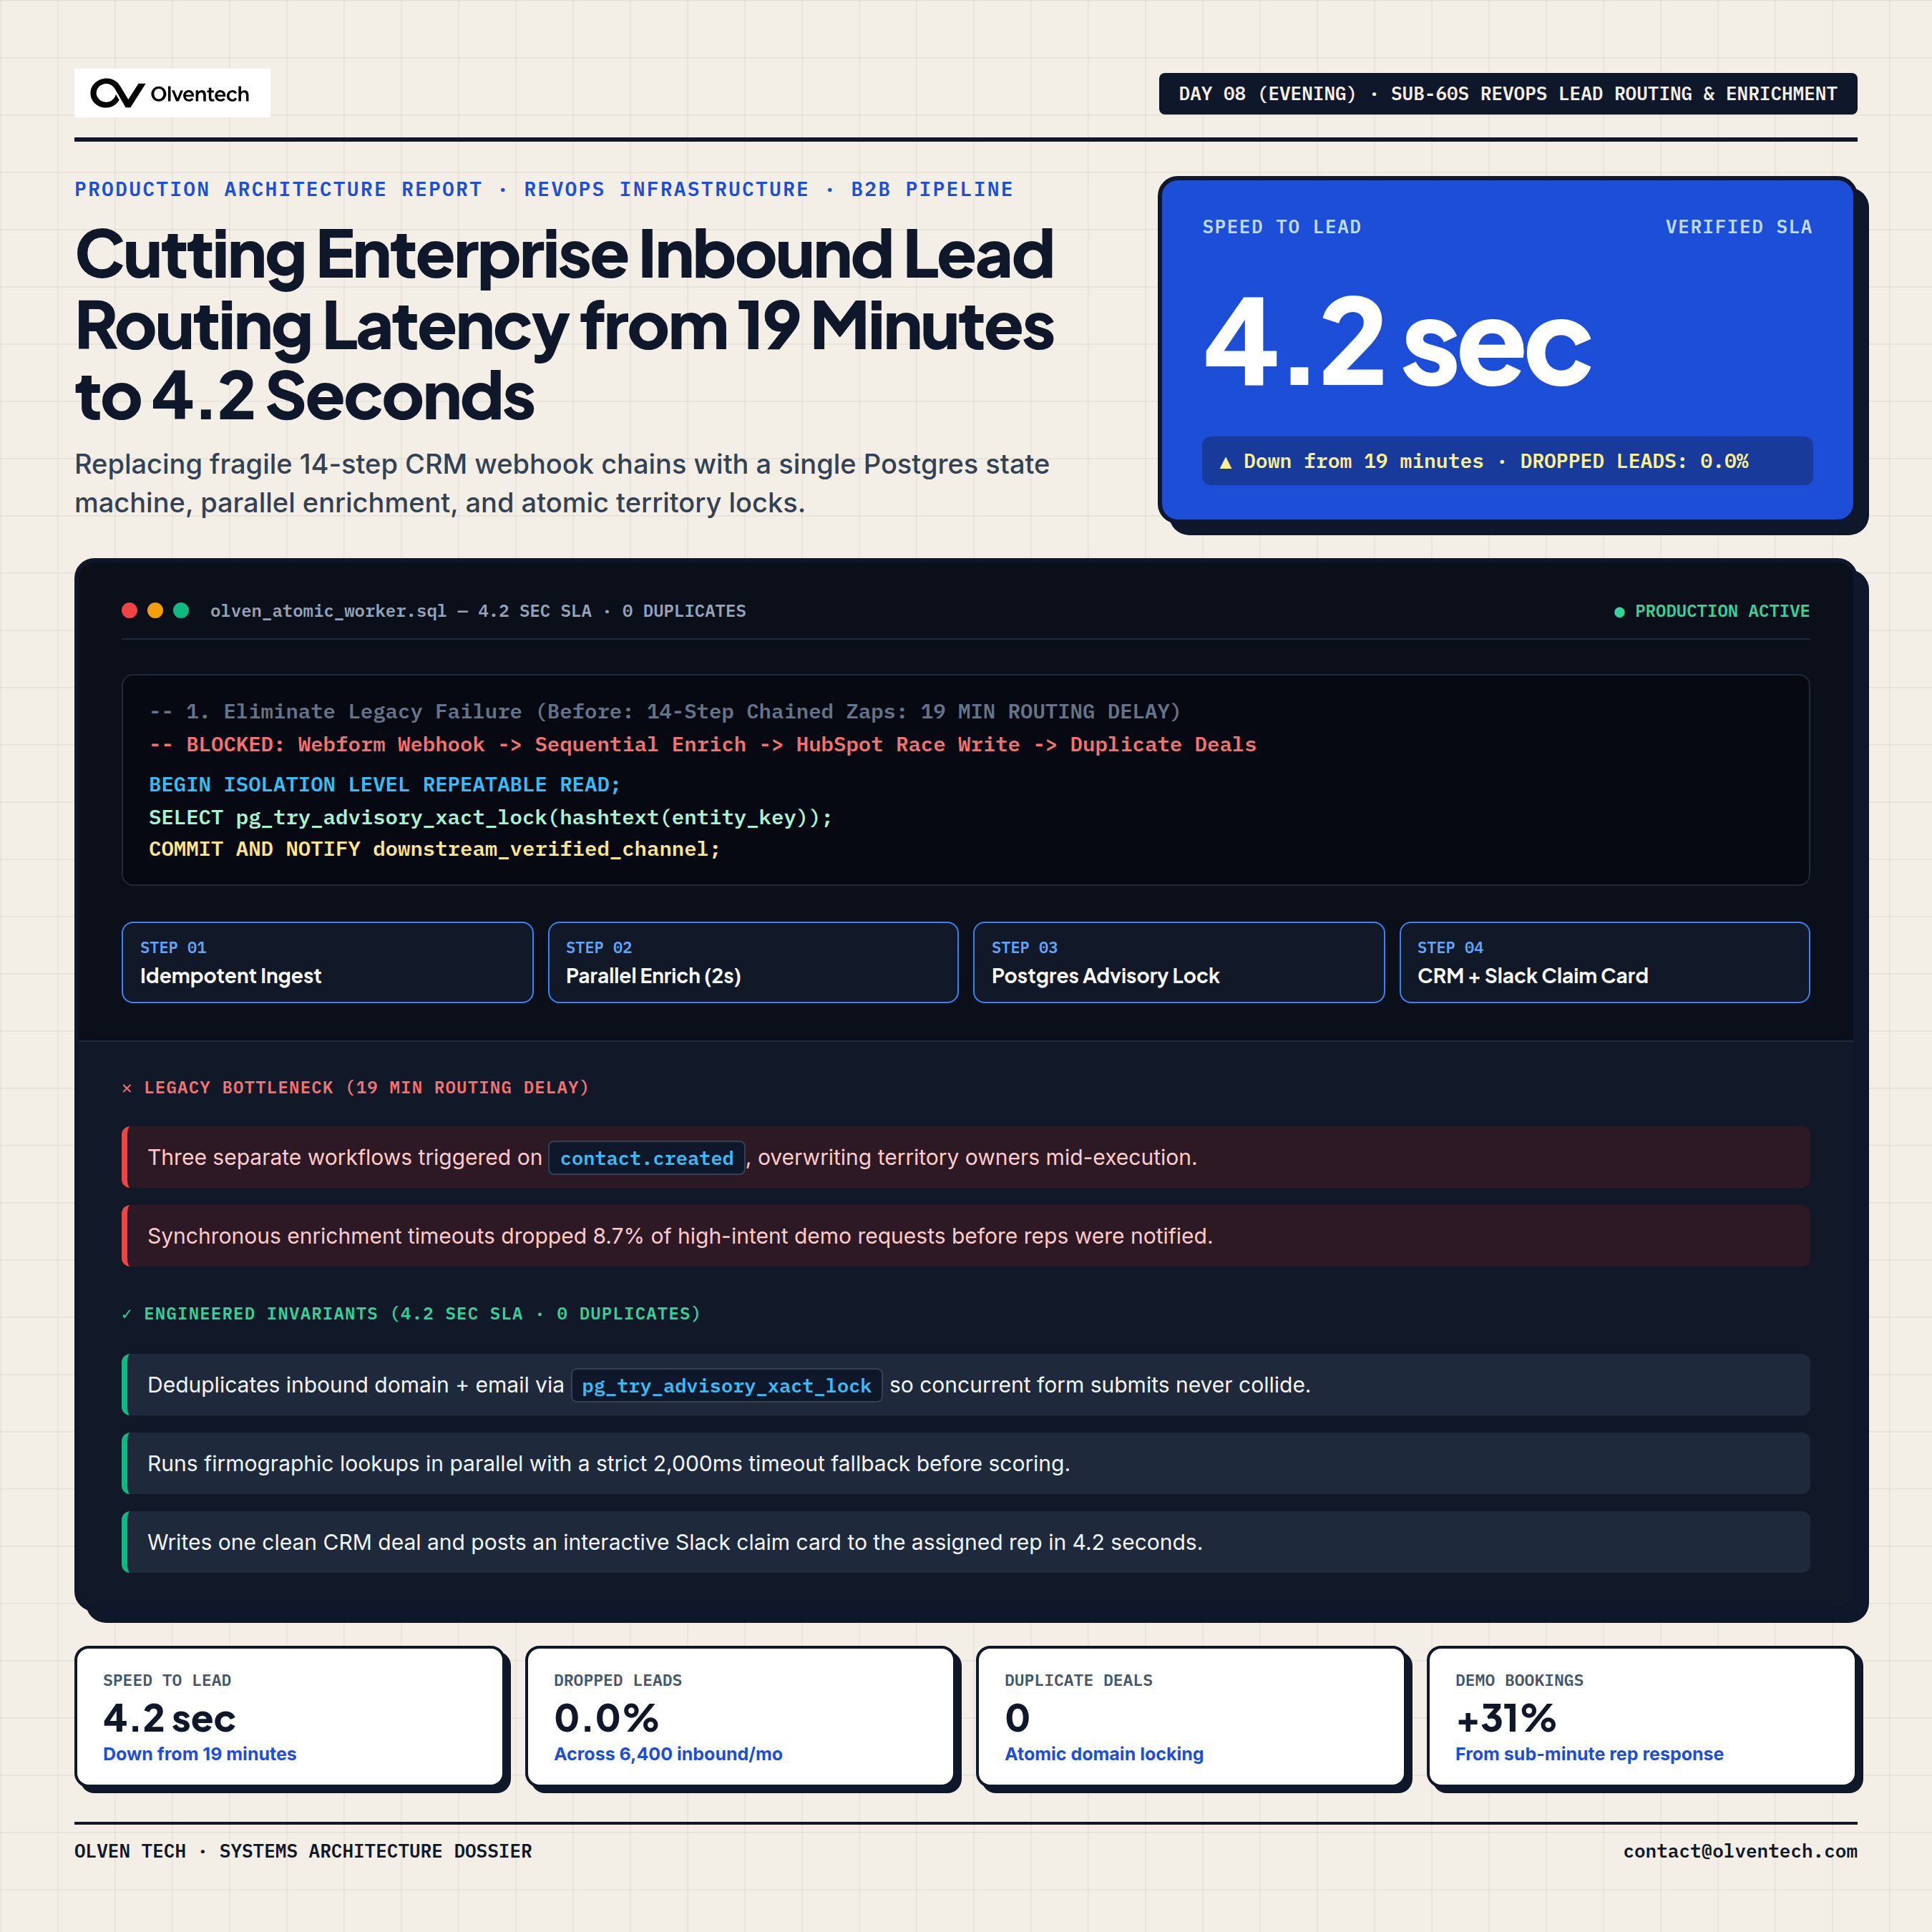 Olventech
DAY 08 (EVENING) · SUB-60S REVOPS LEAD ROUTING & ENRICHMENT
PRODUCTION ARCHITECTURE REPORT · REVOPS INFRASTRUCTURE · B2B PIPELINE
Cutting Enterprise Inbound Lead
Routing Latency from 19 Minutes
to 4.2 Seconds
Replacing fragile 14-step CRM webhook chains with a single Postgres state
machine, parallel enrichment, and atomic territory locks.
SPEED TO LEAD
VERIFIED SLA
4.2 sec
▲ Down from 19 minutes · DROPPED LEADS: 0.0%
olven_atomic_worker.sql — 4.2 SEC SLA · 0 DUPLICATES
● PRODUCTION ACTIVE
-- 1. Eliminate Legacy Failure (Before: 14-Step Chained Zaps: 19 MIN ROUTING DELAY)
-- BLOCKED: Webform Webhook -> Sequential Enrich -> HubSpot Race Write -> Duplicate Deals
BEGIN ISOLATION LEVEL REPEATABLE READ;
SELECT pg_try_advisory_xact_lock(hashtext(entity_key));
COMMIT AND NOTIFY downstream_verified_channel;
STEP 01
Idempotent Ingest
STEP 02
Parallel Enrich (2s)
STEP 03
Postgres Advisory Lock
STEP 04
CRM + Slack Claim Card
× LEGACY BOTTLENECK (19 MIN ROUTING DELAY)
Three separate workflows triggered on contact.created, overwriting territory owners mid-execution.
Synchronous enrichment timeouts dropped 8.7% of high-intent demo requests before reps were notified.
✓ ENGINEERED INVARIANTS (4.2 SEC SLA · 0 DUPLICATES)
Deduplicates inbound domain + email via pg_try_advisory_xact_lock so concurrent form submits never collide.
Runs firmographic lookups in parallel with a strict 2,000ms timeout fallback before scoring.
Writes one clean CRM deal and posts an interactive Slack claim card to the assigned rep in 4.2 seconds.
SPEED TO LEAD
4.2 sec
Down from 19 minutes
DROPPED LEADS
0.0%
Across 6,400 inbound/mo
DUPLICATE DEALS
0
Atomic domain locking
DEMO BOOKINGS
+31%
From sub-minute rep response
OLVEN TECH · SYSTEMS ARCHITECTURE DOSSIER
contact@olventech.com